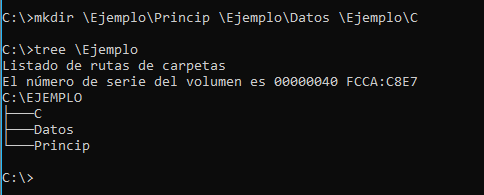 C:\>mkdir \Ejemplo\Princip \Ejemplo\Datos \Ejemplo\C
C:\>tree \Ejemplo
Listado de rutas de carpetas
El número de serie del volumen es 00000040 FCCA:C8E7
C:\EJEMPLO
├───C
├───Datos
└───Princip
C:\>